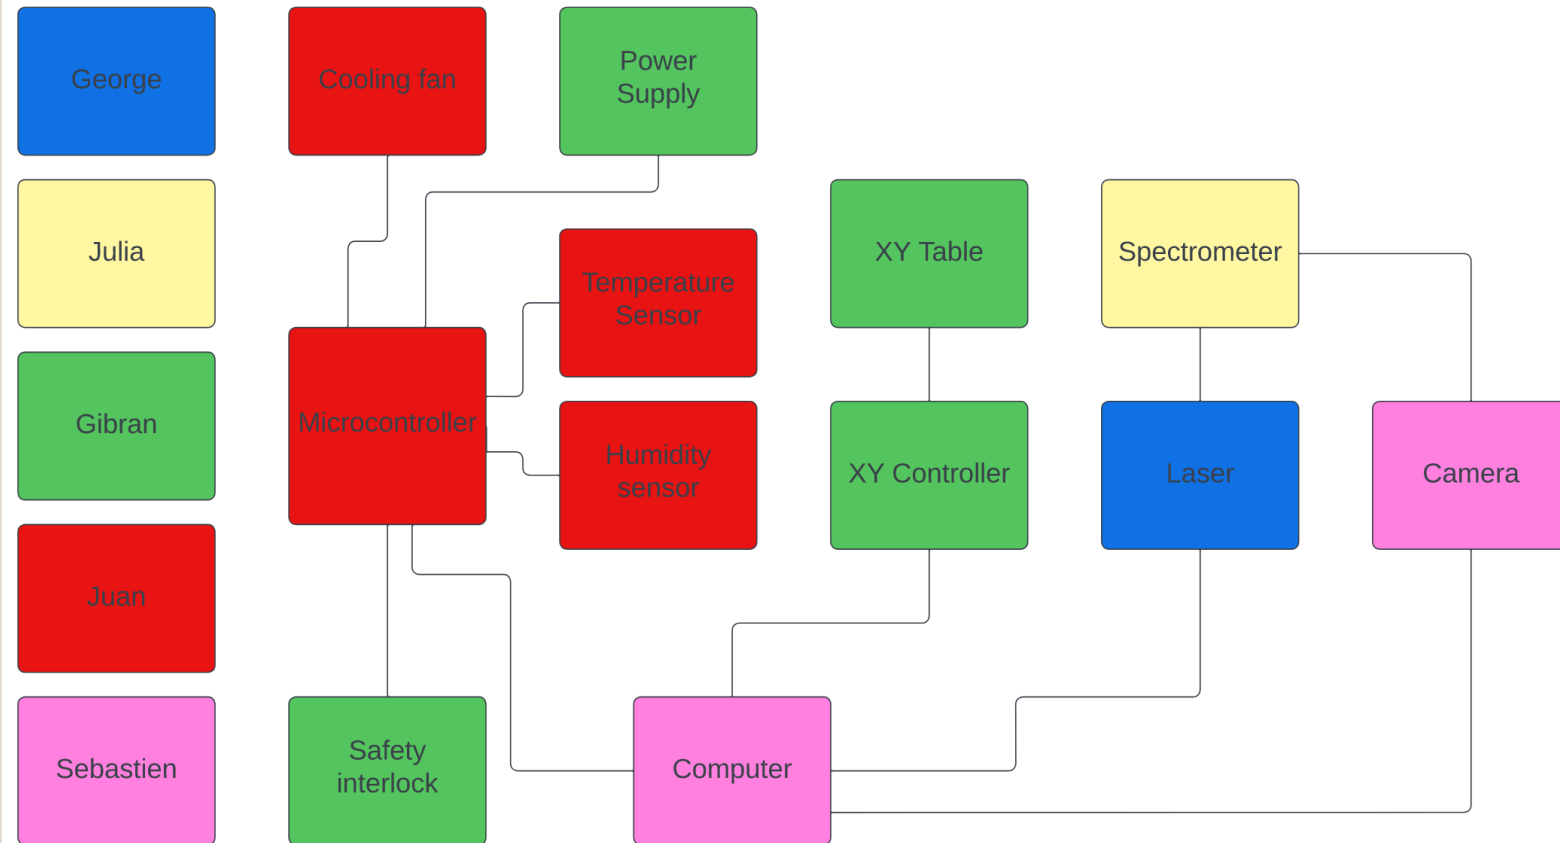 George
Cooling fan
Power
Supply
Julia
XY Table
Spectrometer
Temperature
Sensor
Gibran
Microcontroller
Humidity
sensor
XY Controller
Laser
Camera
Juan
Sebastien
Safety
interlock
Computer